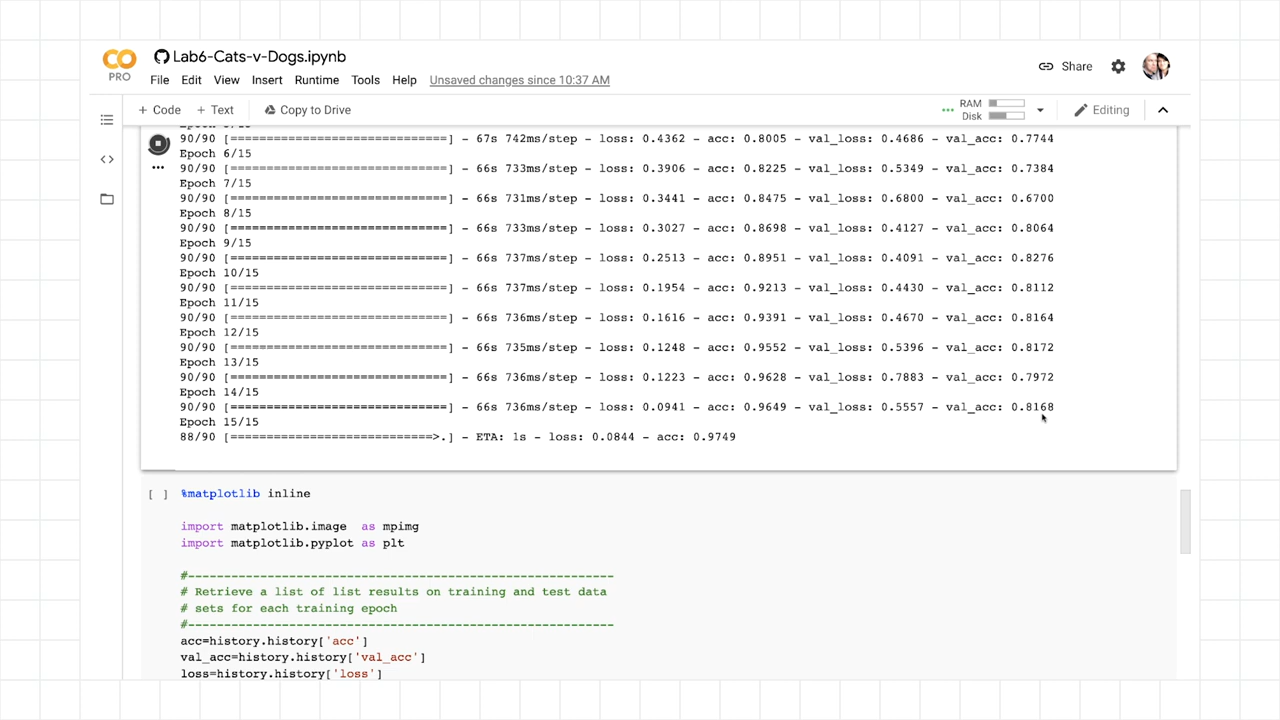 Lab6-Cats-v-Dogs.ipynb
PRO
File Edit View Insert Runtime Tools Help Unsaved changes since 10:37 AM
Share
+ Code + Text Copy to Drive
RAM
Disk
Editing
90/90 [==============================] - 67s 742ms/step - loss: 0.4362 - acc: 0.8005 - val_loss: 0.4686 - val_acc: 0.7744
Epoch 6/15
90/90 [==============================] - 66s 733ms/step - loss: 0.3906 - acc: 0.8225 - val_loss: 0.5349 - val_acc: 0.7384
Epoch 7/15
90/90 [==============================] - 66s 731ms/step - loss: 0.3441 - acc: 0.8475 - val_loss: 0.6800 - val_acc: 0.6700
Epoch 8/15
90/90 [==============================] - 66s 733ms/step - loss: 0.3027 - acc: 0.8698 - val_loss: 0.4127 - val_acc: 0.8064
Epoch 9/15
90/90 [==============================] - 66s 737ms/step - loss: 0.2513 - acc: 0.8951 - val_loss: 0.4091 - val_acc: 0.8276
Epoch 10/15
90/90 [==============================] - 66s 737ms/step - loss: 0.1954 - acc: 0.9213 - val_loss: 0.4430 - val_acc: 0.8112
Epoch 11/15
90/90 [==============================] - 66s 736ms/step - loss: 0.1616 - acc: 0.9391 - val_loss: 0.4670 - val_acc: 0.8164
Epoch 12/15
90/90 [==============================] - 66s 735ms/step - loss: 0.1248 - acc: 0.9552 - val_loss: 0.5396 - val_acc: 0.8172
Epoch 13/15
90/90 [==============================] - 66s 736ms/step - loss: 0.1223 - acc: 0.9628 - val_loss: 0.7883 - val_acc: 0.7972
Epoch 14/15
90/90 [==============================] - 66s 736ms/step - loss: 0.0941 - acc: 0.9649 - val_loss: 0.5557 - val_acc: 0.8168
Epoch 15/15
88/90 [============================>.] - ETA: 1s - loss: 0.0844 - acc: 0.9749
[ ] %matplotlib inline
import matplotlib.image  as mpimg
import matplotlib.pyplot as plt
#-----------------------------------------------------------
# Retrieve a list of list results on training and test data
# sets for each training epoch
#-----------------------------------------------------------
acc=history.history['acc']
val_acc=history.history['val_acc']
loss=history.history['loss']